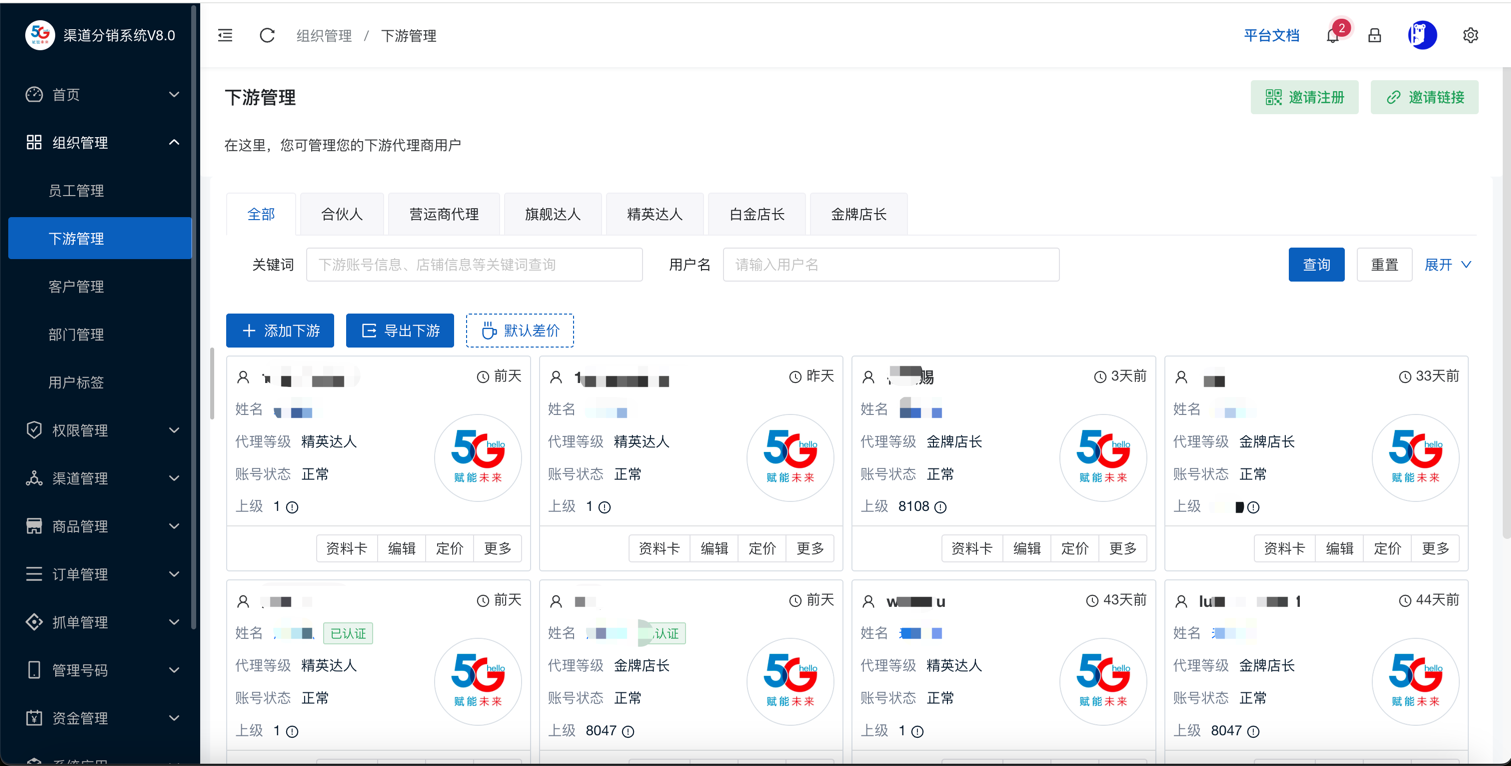 渠道分销系统V8.0
首页
组织管理
员工管理
下游管理
客户管理
部门管理
用户标签
权限管理
渠道管理
商品管理
订单管理
抓单管理
管理号码
资金管理
系统应用
组织管理 / 下游管理
平台文档
2
下游管理
邀请注册
邀请链接
在这里，您可管理您的下游代理商用户
全部 合伙人 营运商代理 旗舰达人 精英达人 白金店长 金牌店长
关键词 下游账号信息、店铺信息等关键词查询 用户名 请输入用户名 查询 重置 展开
添加下游 导出下游 默认差价
前天
姓名
代理等级 精英达人
账号状态 正常
上级 1
5G hello 赋能未来
资料卡 编辑 定价 更多
昨天
姓名
代理等级 精英达人
账号状态 正常
上级 1
5G hello 赋能未来
资料卡 编辑 定价 更多
赐 3天前
姓名
代理等级 金牌店长
账号状态 正常
上级 8108
5G hello 赋能未来
资料卡 编辑 定价 更多
33天前
姓名
代理等级 金牌店长
账号状态 正常
上级
5G hello 赋能未来
资料卡 编辑 定价 更多
前天
姓名 已认证
代理等级 精英达人
账号状态 正常
上级 1
5G hello 赋能未来
前天
姓名 认证
代理等级 金牌店长
账号状态 正常
上级 8047
5G hello 赋能未来
w u 43天前
姓名
代理等级 精英达人
账号状态 正常
上级 1
5G hello 赋能未来
lu 1 44天前
姓名
代理等级 金牌店长
账号状态 正常
上级 8047
5G hello 赋能未来